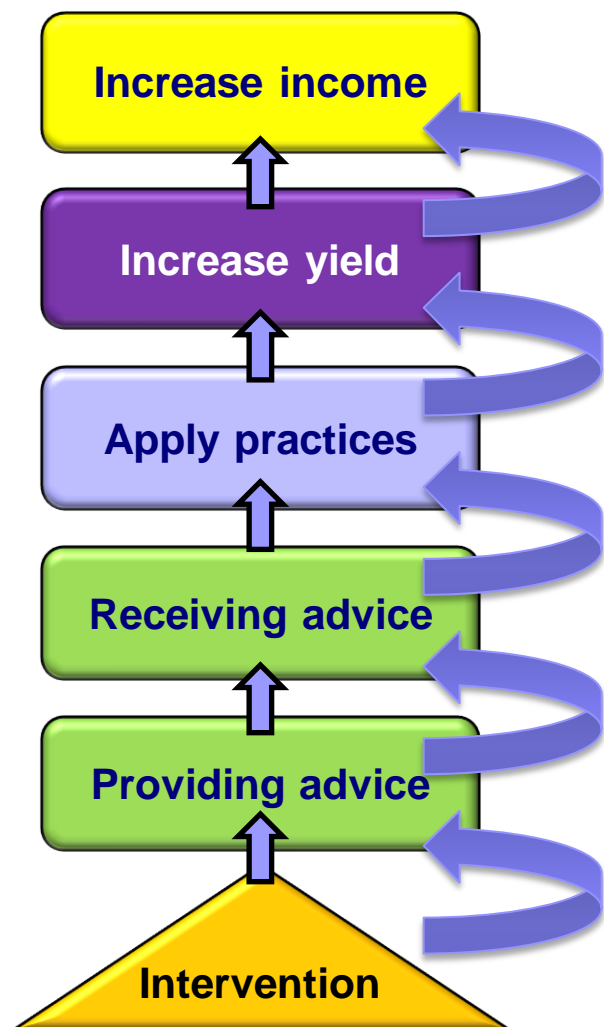 Increase income
Increase yield
Apply practices
Receiving advice
Providing advice
Intervention